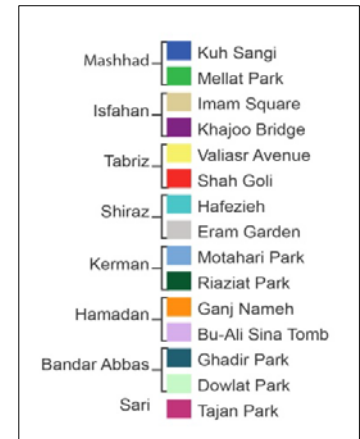 Mashhad
Kuh Sangi
Mellat Park
Isfahan
Imam Square
Khajoo Bridge
Tabriz
Valiasr Avenue
Shah Goli
Shiraz
Hafezieh
Eram Garden
Kerman
Motahari Park
Riaziat Park
Hamadan
Ganj Nameh
Bu-Ali Sina Tomb
Bandar Abbas
Ghadir Park
Dowlat Park
Sari
Tajan Park